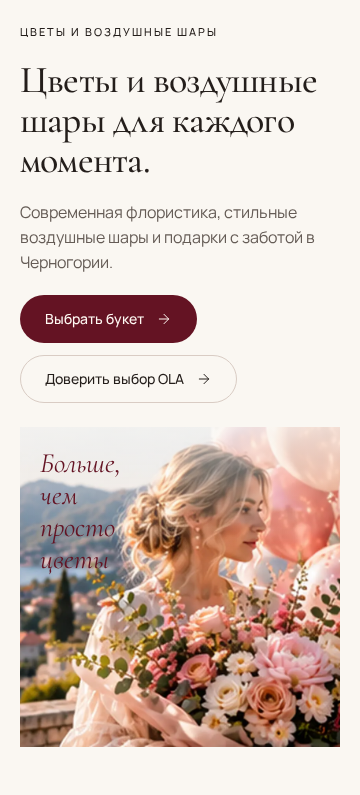 ЦВЕТЫ И ВОЗДУШНЫЕ ШАРЫ
Цветы и воздушные
шары для каждого
момента.
Современная флористика, стильные
воздушные шары и подарки с заботой в
Черногории.
Выбрать букет →
Доверить выбор OLA →
Больше,
чем
просто
цветы